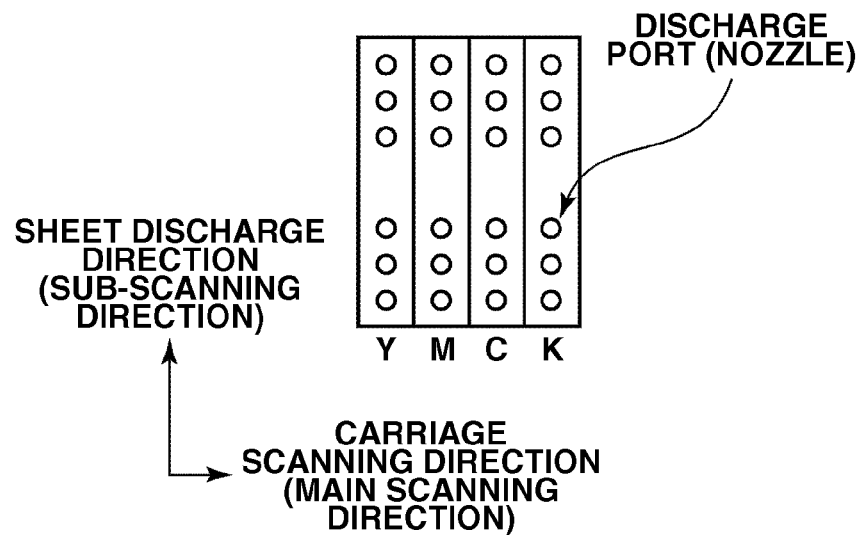 DISCHARGE
PORT (NOZZLE)
SHEET DISCHARGE
DIRECTION
(SUB-SCANNING
DIRECTION)
Y M C K
CARRIAGE
SCANNING DIRECTION
(MAIN SCANNING
DIRECTION)